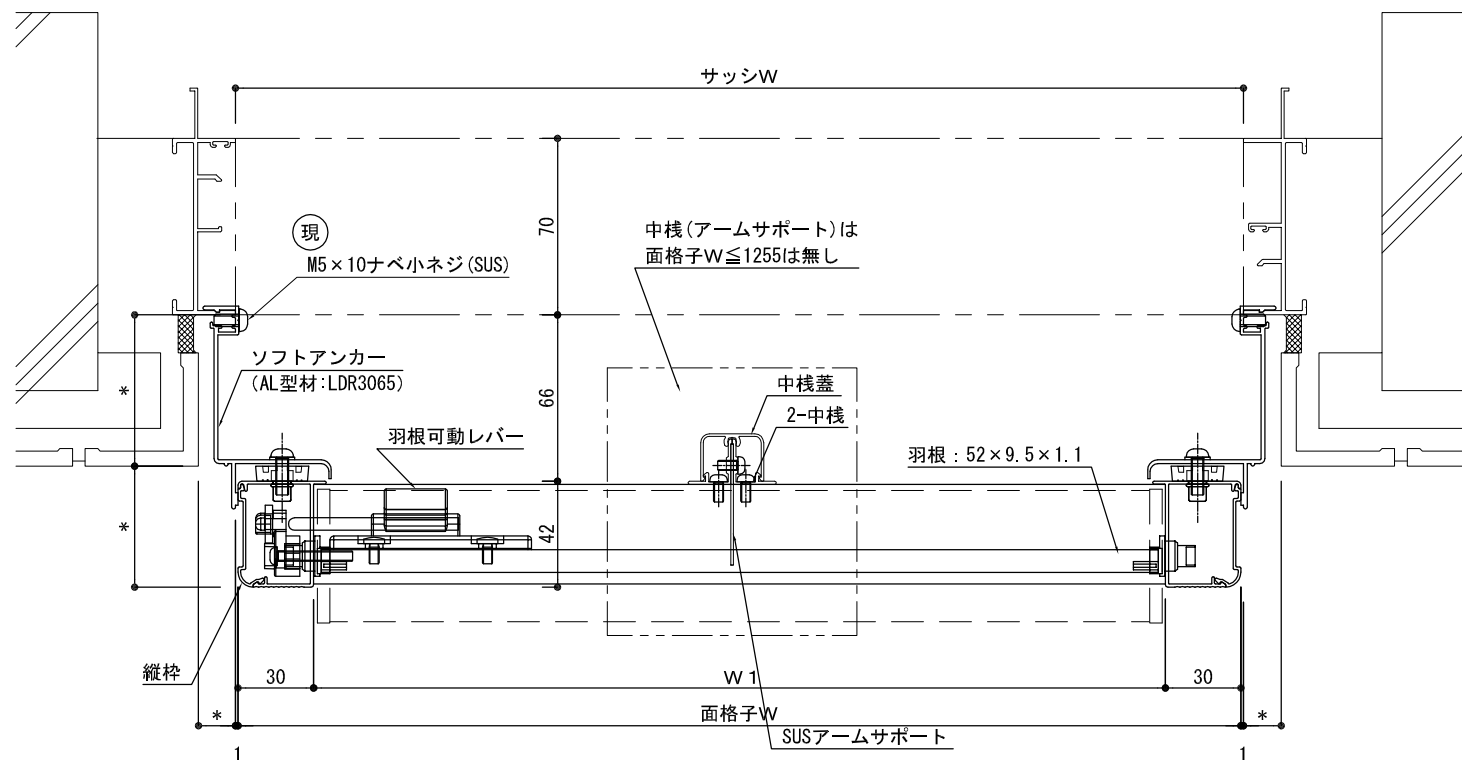 サッシW
70
現
M5×10ナベ小ネジ(SUS)
中桟(アームサポート)は
面格子W≦1255は無し
ソフトアンカー
(AL型材:LDR3065)
*
66
中桟蓋
2-中桟
羽根可動レバー
羽根：52×9.5×1.1
*
42
縦枠
30
W1
30
*
面格子W
*
SUSアームサポート
1
1